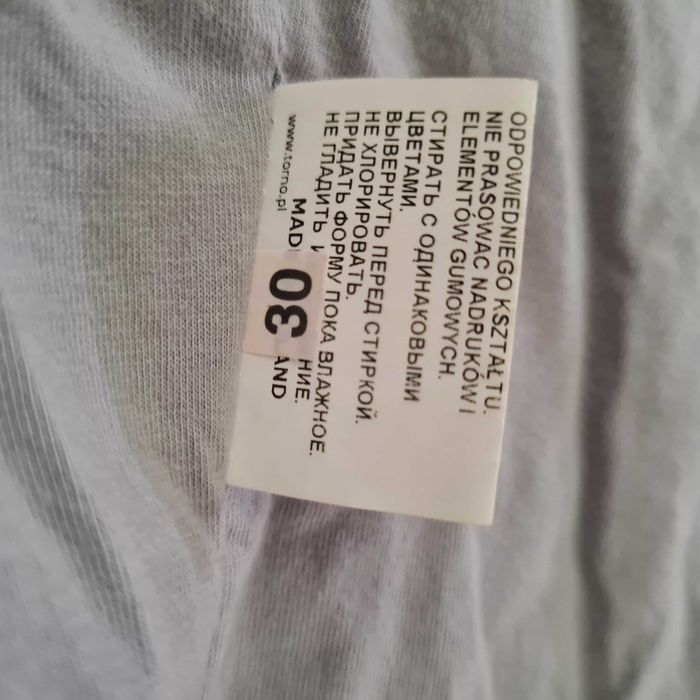 ODPOWIEDNIEGO KSZTAŁTU.
NIE PRASOWAĆ NADRUKÓW I
ELEMENTÓW GUMOWYCH.
СТИРАТЬ С ОДИНАКОВЫМИ
ЦВЕТАМИ.
ВЫВЕРНУТЬ ПЕРЕД СТИРКОЙ.
НЕ ХЛОРИРОВАТЬ.
ПРИДАТЬ ФОРМУ ПОКА ВЛАЖНОЕ.
НЕ ГЛАДИТЬ НИЕ.
MAD AND
www.torno.pl
30